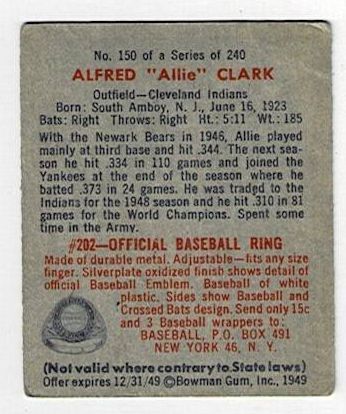 No. 150 of a Series of 240
ALFRED "Allie" CLARK
Outfield—Cleveland Indians
Born: South Amboy, N. J., June 16, 1923
Bats: Right Throws: Right Ht.: 5:11 Wt.: 185
With the Newark Bears in 1946, Allie played
mainly at third base and hit .344. The next sea-
son he hit .334 in 110 games and joined the
Yankees at the end of the season where he
batted .373 in 24 games. He was traded to the
Indians for the 1948 season and he hit .310 in 81
games for the World Champions. Spent some
time in the Army.
#202—OFFICIAL BASEBALL RING
Made of durable metal. Adjustable—fits any size
finger. Silverplate oxidized finish shows detail of
official Baseball Emblem. Baseball of white
plastic. Sides show Baseball and
Crossed Bats design. Send only 15c
and 3 Baseball wrappers to:
BASEBALL, P.O. BOX 491
NEW YORK 46, N. Y.
(Not valid where contrary to State laws)
Offer expires 12/31/49 ©Bowman Gum, Inc., 1949